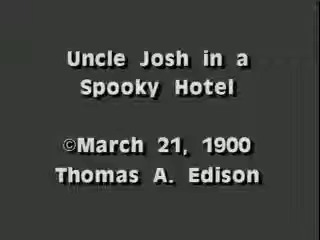 Uncle Josh in a
Spooky Hotel
©March 21, 1900
Thomas A. Edison